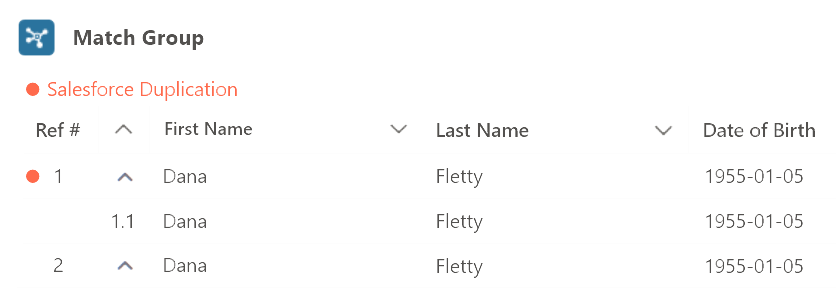 Match Group
Salesforce Duplication
Ref # First Name Last Name Date of Birth
1 Dana Fletty 1955-01-05
1.1 Dana Fletty 1955-01-05
2 Dana Fletty 1955-01-05